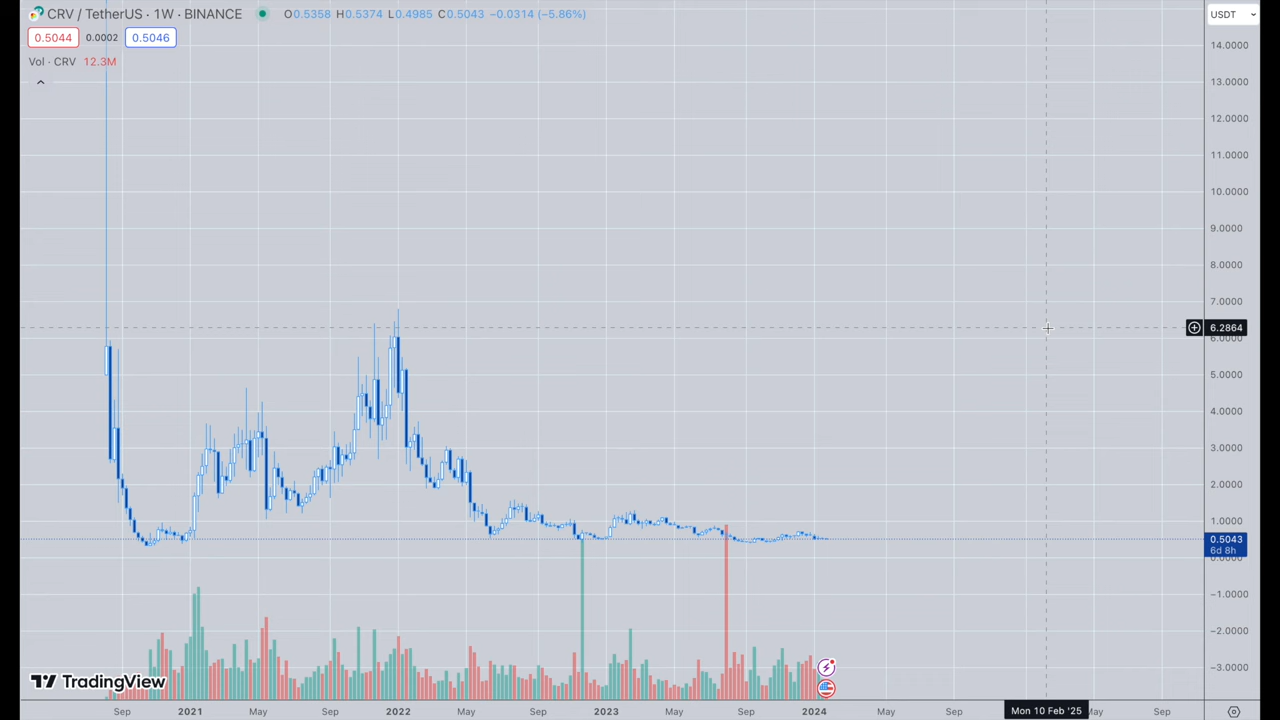 CRV / TetherUS · 1W · BINANCE O0.5358 H0.5374 L0.4985 C0.5043 −0.0314 (−5.86%)
USDT
0.5044 0.0002 0.5046
Vol · CRV 12.3M
14.0000
13.0000
12.0000
11.0000
10.0000
9.0000
8.0000
7.0000
6.2864
6.0000
5.0000
4.0000
3.0000
2.0000
1.0000
0.5043
6d 8h
0.0000
−1.0000
−2.0000
−3.0000
TradingView
Sep 2021 May Sep 2022 May Sep 2023 May Sep 2024 May Sep Mon 10 Feb '25 May Sep